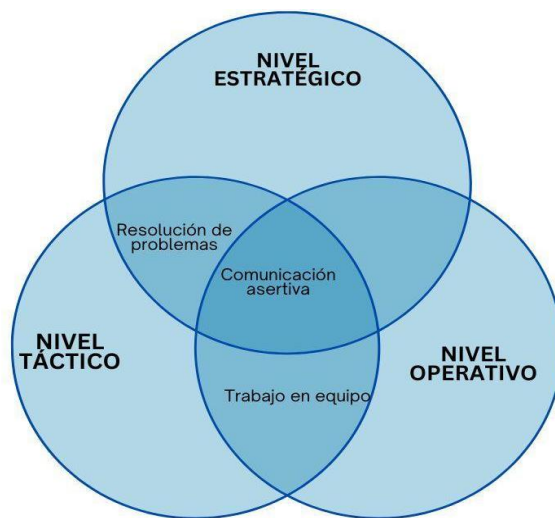 NIVEL
ESTRATÉGICO
Resolución de
problemas
Comunicación
asertiva
NIVEL
TÁCTICO
NIVEL
OPERATIVO
Trabajo en equipo